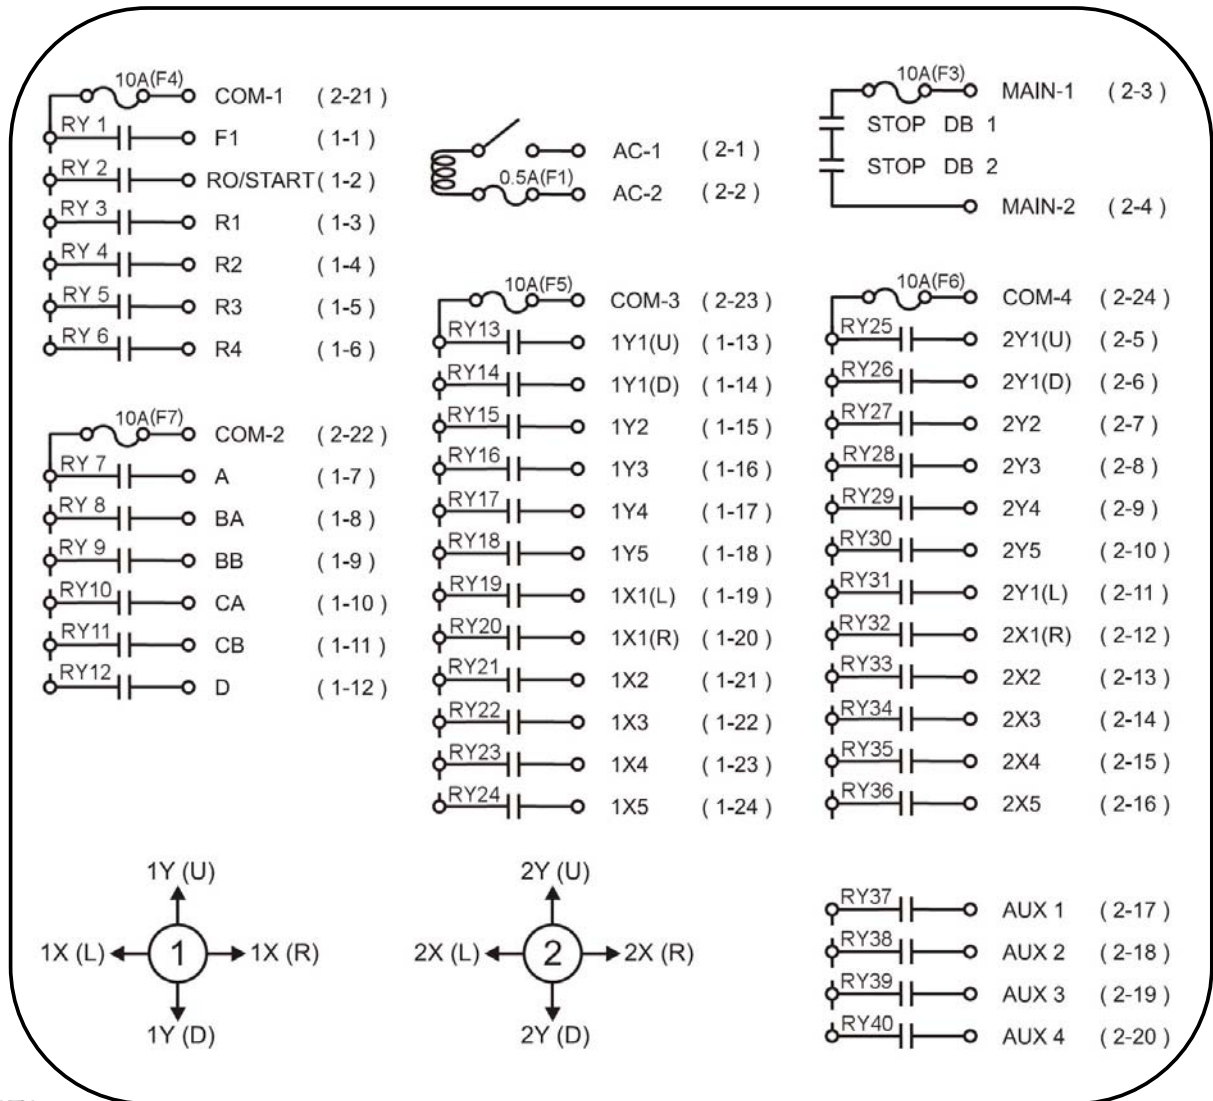 10A(F4) COM-1 ( 2-21 )
RY 1 F1 ( 1-1 )
RY 2 RO/START ( 1-2 )
RY 3 R1 ( 1-3 )
RY 4 R2 ( 1-4 )
RY 5 R3 ( 1-5 )
RY 6 R4 ( 1-6 )
10A(F7) COM-2 ( 2-22 )
RY 7 A ( 1-7 )
RY 8 BA ( 1-8 )
RY 9 BB ( 1-9 )
RY10 CA ( 1-10 )
RY11 CB ( 1-11 )
RY12 D ( 1-12 )
AC-1 ( 2-1 )
0.5A(F1) AC-2 ( 2-2 )
10A(F5) COM-3 ( 2-23 )
RY13 1Y1(U) ( 1-13 )
RY14 1Y1(D) ( 1-14 )
RY15 1Y2 ( 1-15 )
RY16 1Y3 ( 1-16 )
RY17 1Y4 ( 1-17 )
RY18 1Y5 ( 1-18 )
RY19 1X1(L) ( 1-19 )
RY20 1X1(R) ( 1-20 )
RY21 1X2 ( 1-21 )
RY22 1X3 ( 1-22 )
RY23 1X4 ( 1-23 )
RY24 1X5 ( 1-24 )
10A(F3) MAIN-1 ( 2-3 )
STOP DB 1
STOP DB 2
MAIN-2 ( 2-4 )
10A(F6) COM-4 ( 2-24 )
RY25 2Y1(U) ( 2-5 )
RY26 2Y1(D) ( 2-6 )
RY27 2Y2 ( 2-7 )
RY28 2Y3 ( 2-8 )
RY29 2Y4 ( 2-9 )
RY30 2Y5 ( 2-10 )
RY31 2Y1(L) ( 2-11 )
RY32 2X1(R) ( 2-12 )
RY33 2X2 ( 2-13 )
RY34 2X3 ( 2-14 )
RY35 2X4 ( 2-15 )
RY36 2X5 ( 2-16 )
RY37 AUX 1 ( 2-17 )
RY38 AUX 2 ( 2-18 )
RY39 AUX 3 ( 2-19 )
RY40 AUX 4 ( 2-20 )
1Y (U)
1X (L) 1 1X (R)
1Y (D)
2Y (U)
2X (L) 2 2X (R)
2Y (D)